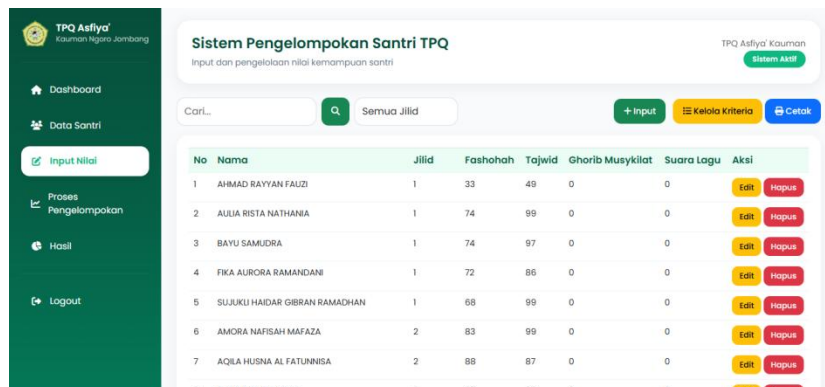 TPQ Asfiya'
Kauman Ngoro Jombang
Dashboard
Data Santri
Input Nilai
Proses
Pengelompokan
Hasil
Logout
Sistem Pengelompokan Santri TPQ
Input dan pengelolaan nilai kemampuan santri
TPQ Asfiya' Kauman
Sistem Aktif
Cari...
Semua Jilid
+ Input
Kelola Kriteria
Cetak
No Nama Jilid Fashohah Tajwid Ghorib Musykilat Suara Lagu Aksi
1 AHMAD RAYYAN FAUZI 1 33 49 0 0 Edit Hapus
2 AULIA RISTA NATHANIA 1 74 99 0 0 Edit Hapus
3 BAYU SAMUDRA 1 74 97 0 0 Edit Hapus
4 FIKA AURORA RAMANDANI 1 72 86 0 0 Edit Hapus
5 SUJUKLI HAIDAR GIBRAN RAMADHAN 1 68 99 0 0 Edit Hapus
6 AMORA NAFISAH MAFAZA 2 83 99 0 0 Edit Hapus
7 AQILA HUSNA AL FATUNNISA 2 88 87 0 0 Edit Hapus